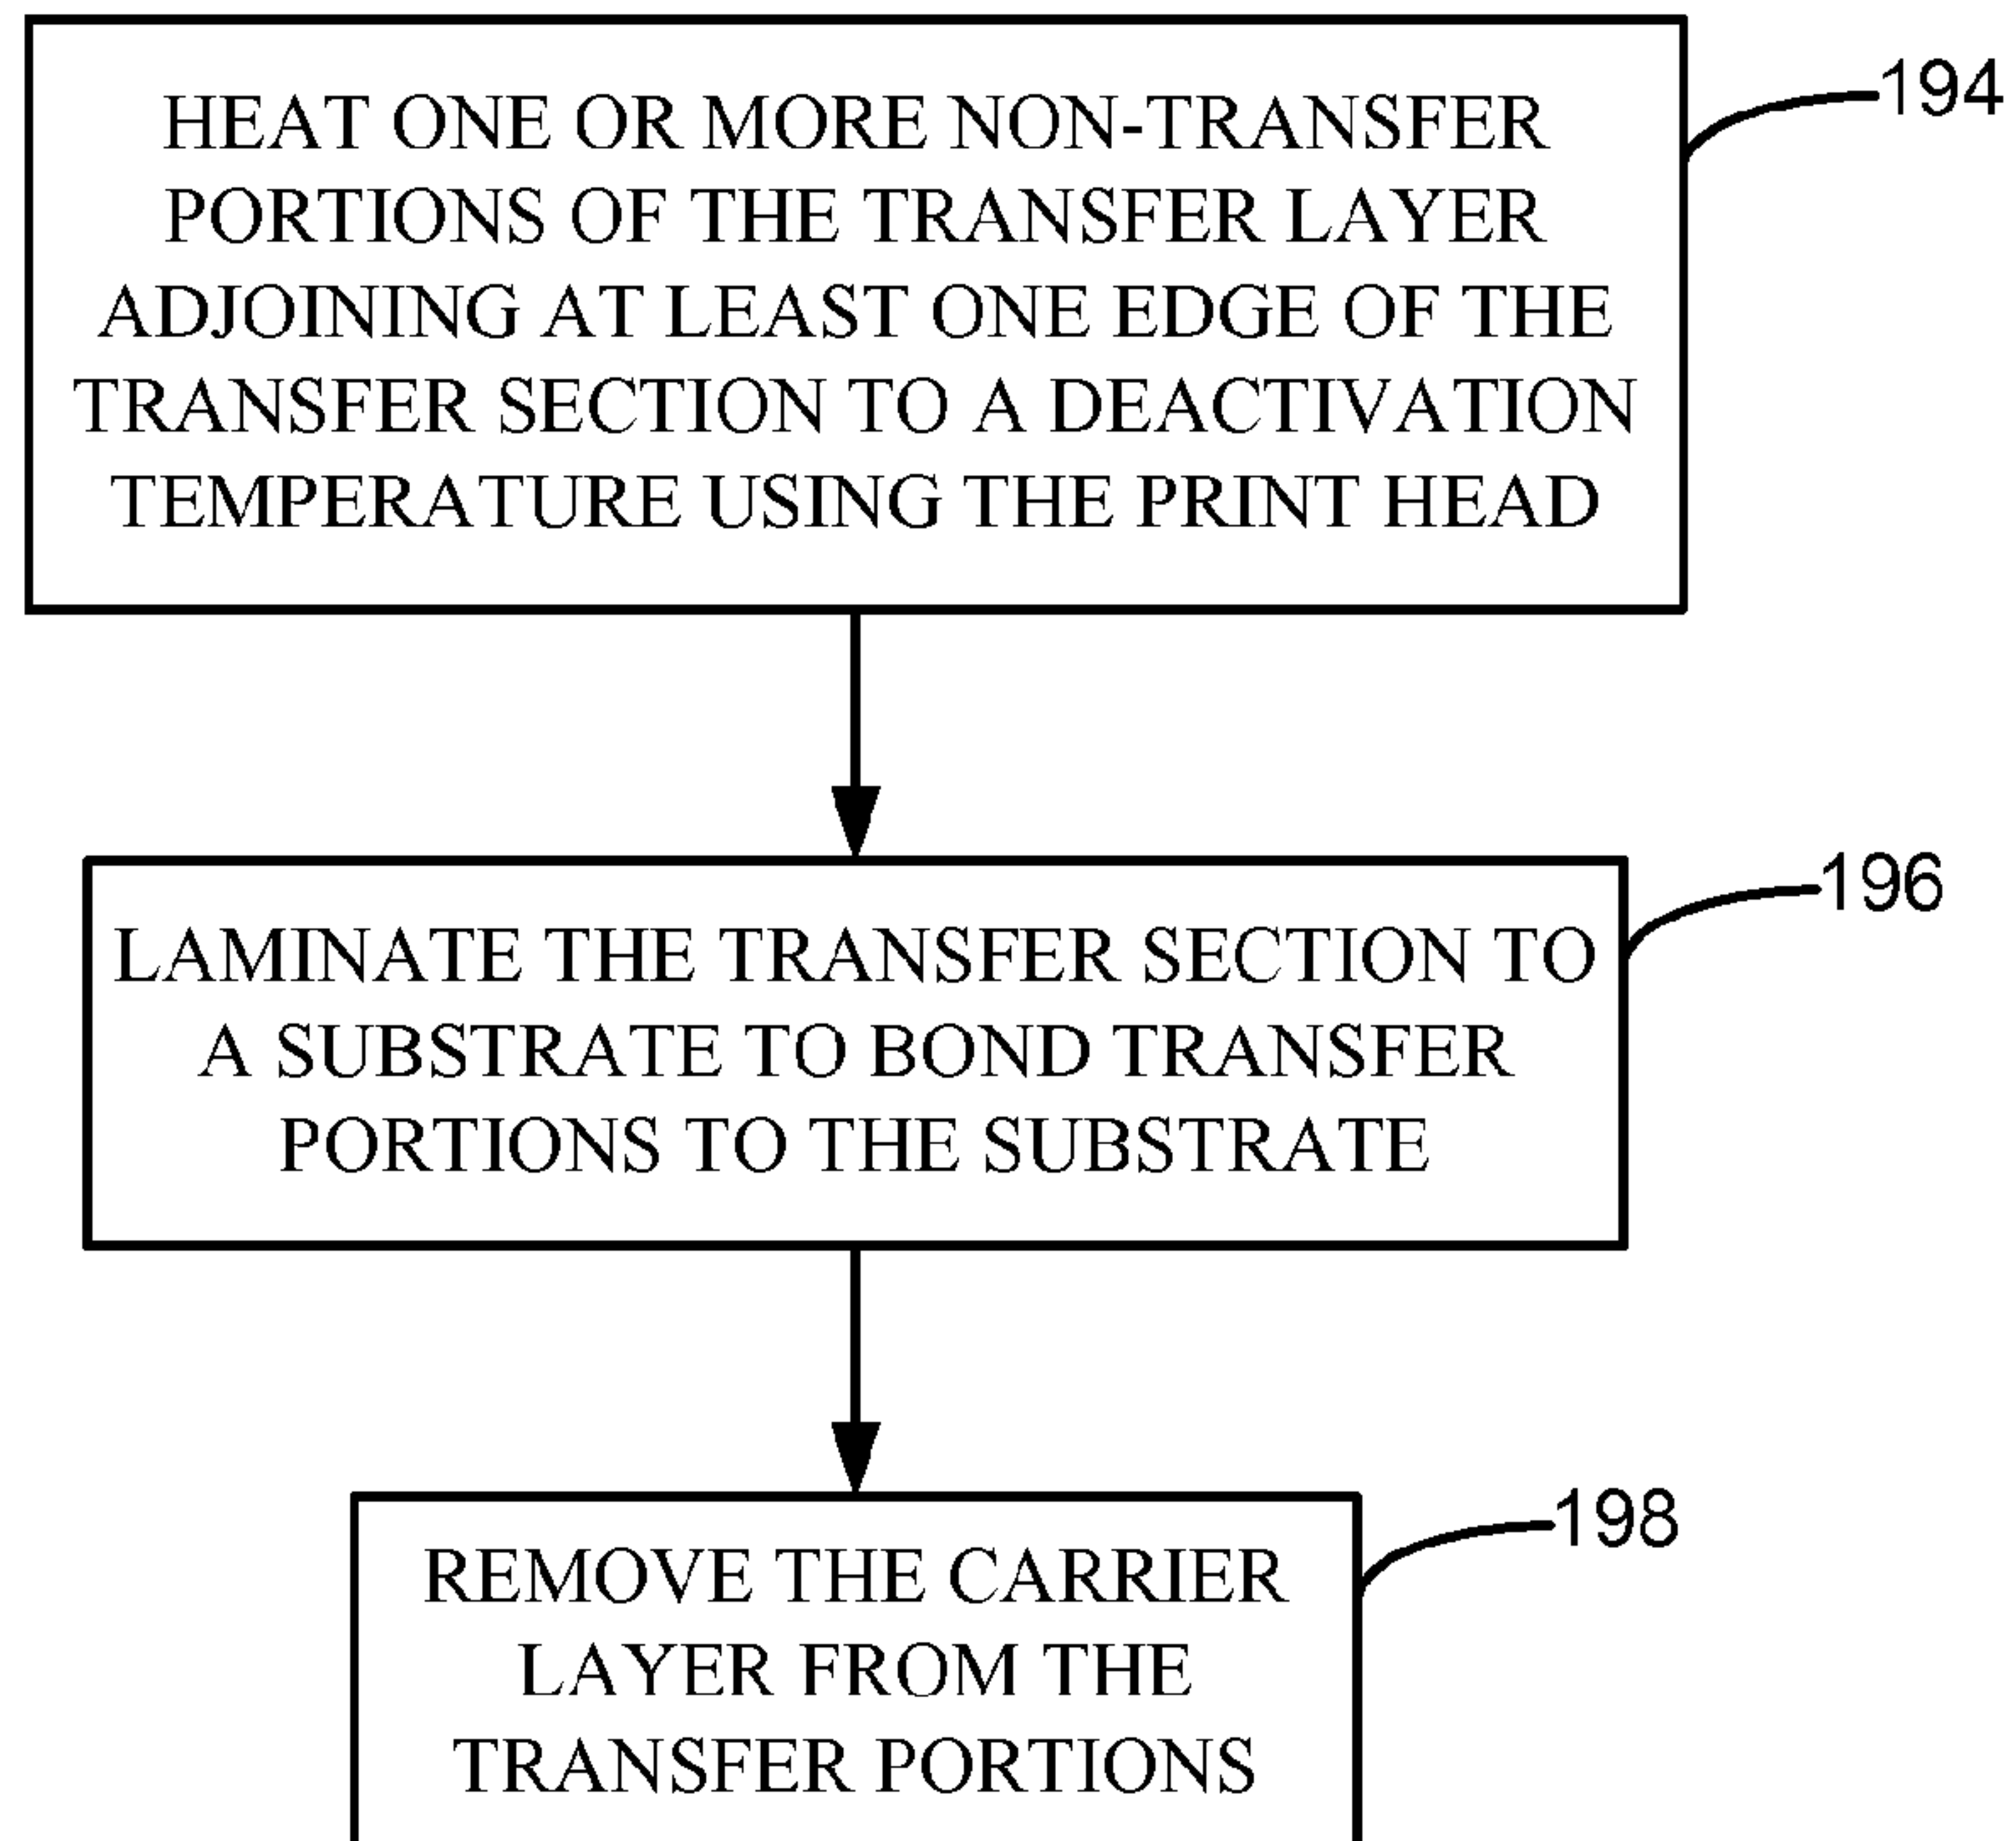 HEAT ONE OR MORE NON-TRANSFER
PORTIONS OF THE TRANSFER LAYER
ADJOINING AT LEAST ONE EDGE OF THE
TRANSFER SECTION TO A DEACTIVATION
TEMPERATURE USING THE PRINT HEAD
194
LAMINATE THE TRANSFER SECTION TO
A SUBSTRATE TO BOND TRANSFER
PORTIONS TO THE SUBSTRATE
196
REMOVE THE CARRIER
LAYER FROM THE
TRANSFER PORTIONS
198